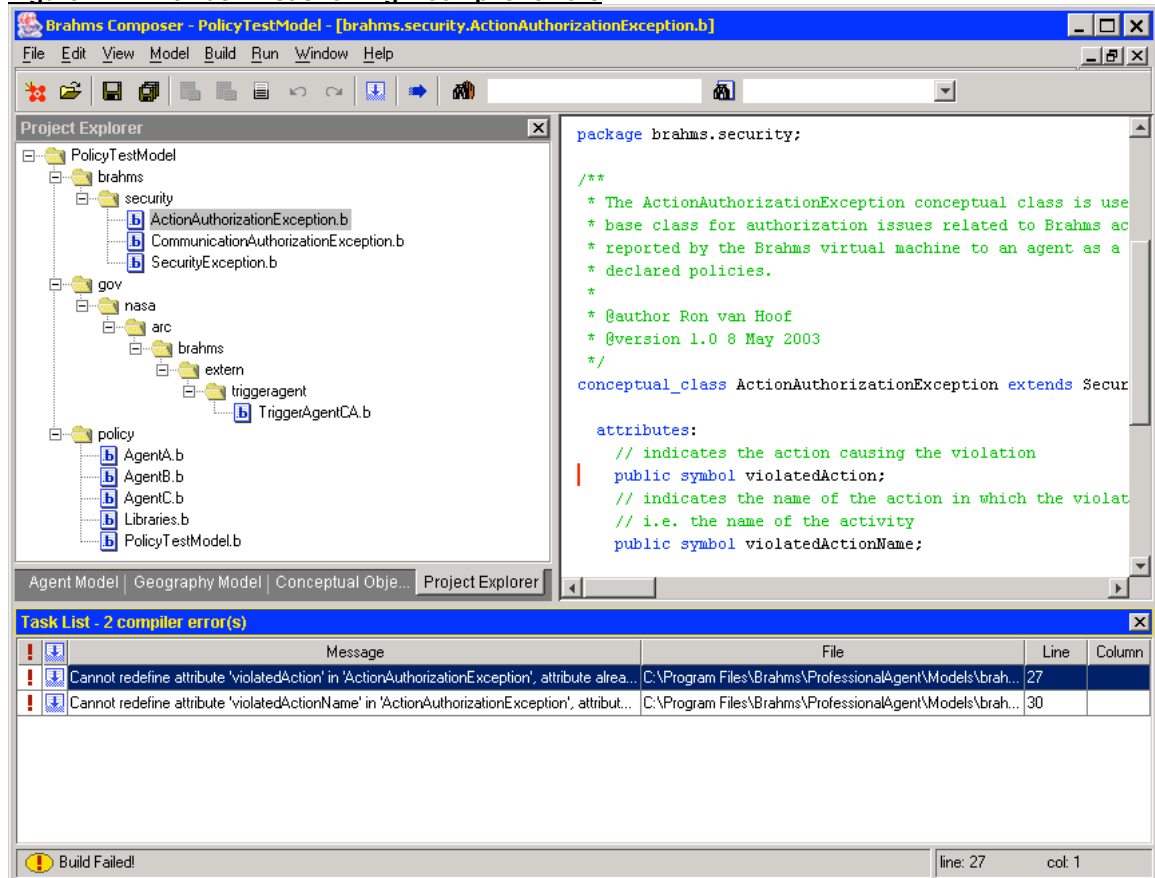 Brahms Composer - PolicyTestModel - [brahms.security.ActionAuthorizationException.b]
File Edit View Model Build Run Window Help
Project Explorer
PolicyTestModel
brahms
security
ActionAuthorizationException.b
CommunicationAuthorizationException.b
SecurityException.b
gov
nasa
arc
brahms
extern
triggeragent
TriggerAgentCA.b
policy
AgentA.b
AgentB.b
AgentC.b
Libraries.b
PolicyTestModel.b
Agent Model | Geography Model | Conceptual Obje... Project Explorer
package brahms.security;
/**
* The ActionAuthorizationException conceptual class is use
* base class for authorization issues related to Brahms ac
* reported by the Brahms virtual machine to an agent as a
* declared policies.
*
* @author Ron van Hoof
* @version 1.0 8 May 2003
*/
conceptual_class ActionAuthorizationException extends Secur
attributes:
// indicates the action causing the violation
public symbol violatedAction;
// indicates the name of the action in which the violat
// i.e. the name of the activity
public symbol violatedActionName;
Task List - 2 compiler error(s)
! Message File Line Column
! Cannot redefine attribute 'violatedAction' in 'ActionAuthorizationException', attribute alrea... C:\Program Files\Brahms\ProfessionalAgent\Models\brah... 27
! Cannot redefine attribute 'violatedActionName' in 'ActionAuthorizationException', attribut... C:\Program Files\Brahms\ProfessionalAgent\Models\brah... 30
Build Failed! line: 27 col: 1